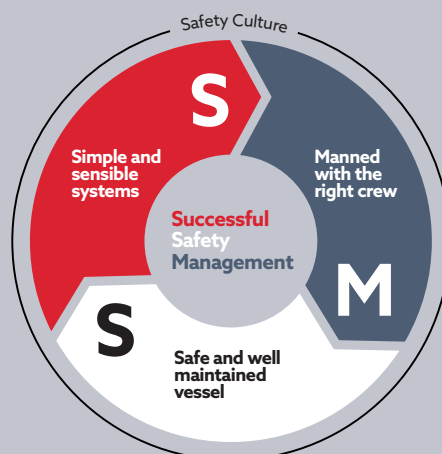 Safety Culture
S
Simple and
sensible
systems
Manned
with the
right crew
Successful
Safety
Management
M
S
Safe and well
maintained
vessel